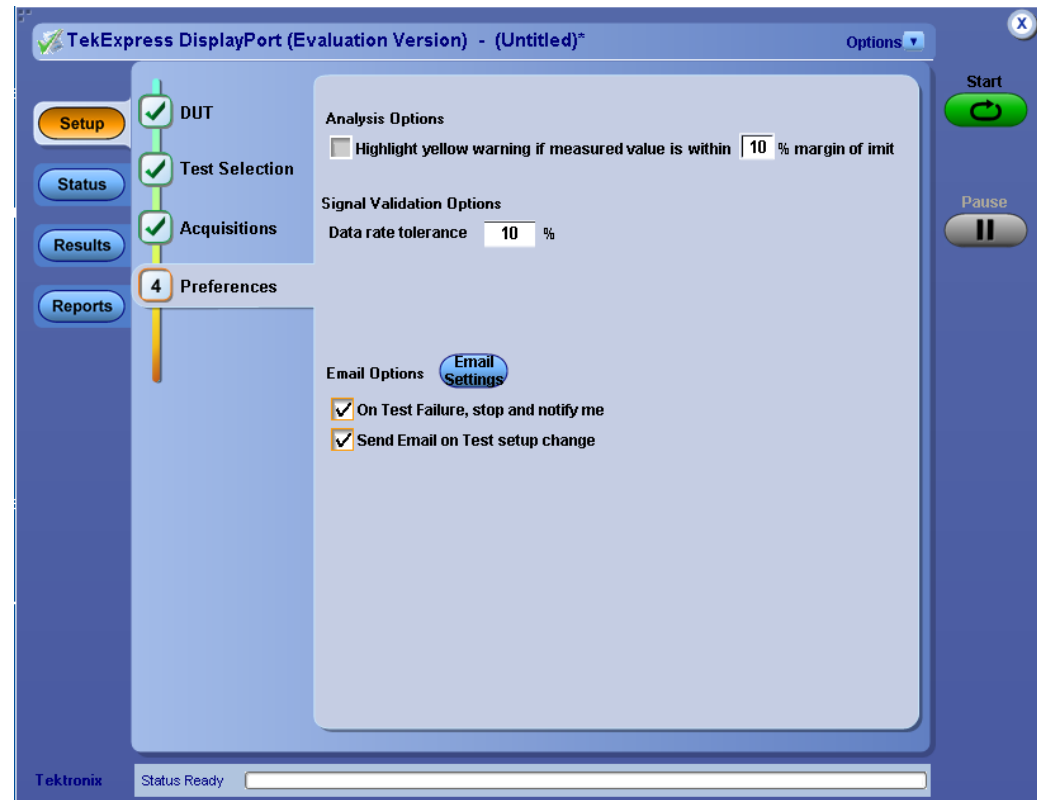 TekExpress DisplayPort (Evaluation Version) - (Untitled)*
Options
X
Start
Pause
Setup
Status
Results
Reports
DUT
Test Selection
Acquisitions
4 Preferences
Analysis Options
Highlight yellow warning if measured value is within 10 % margin of imit
Signal Validation Options
Data rate tolerance 10 %
Email Options
Email
Settings
On Test Failure, stop and notify me
Send Email on Test setup change
Tektronix
Status Ready